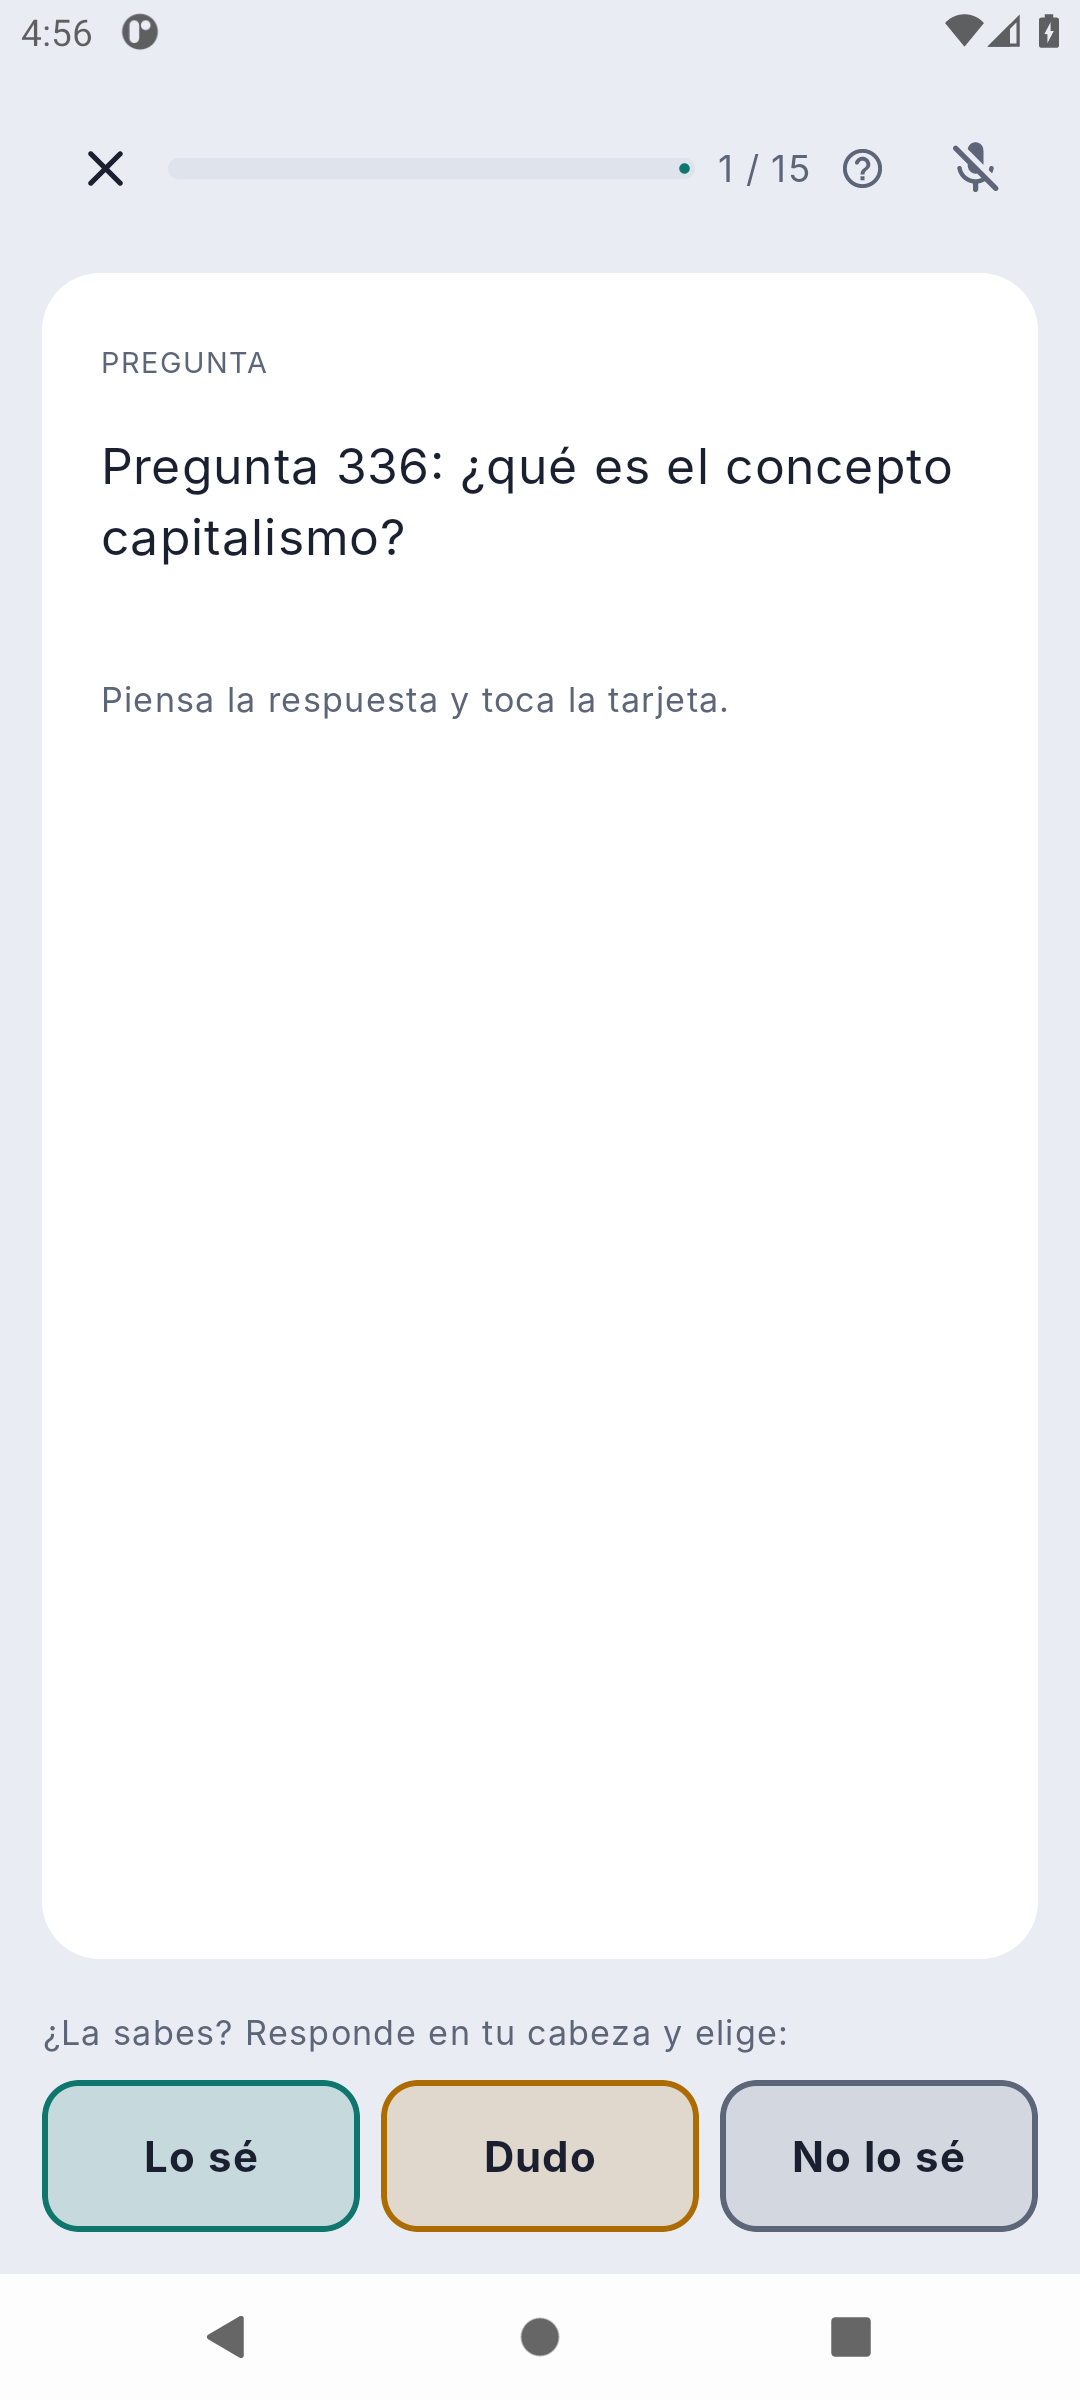 4:56
1 / 15
PREGUNTA
Pregunta 336: ¿qué es el concepto
capitalismo?
Piensa la respuesta y toca la tarjeta.
¿La sabes? Responde en tu cabeza y elige:
Lo sé
Dudo
No lo sé